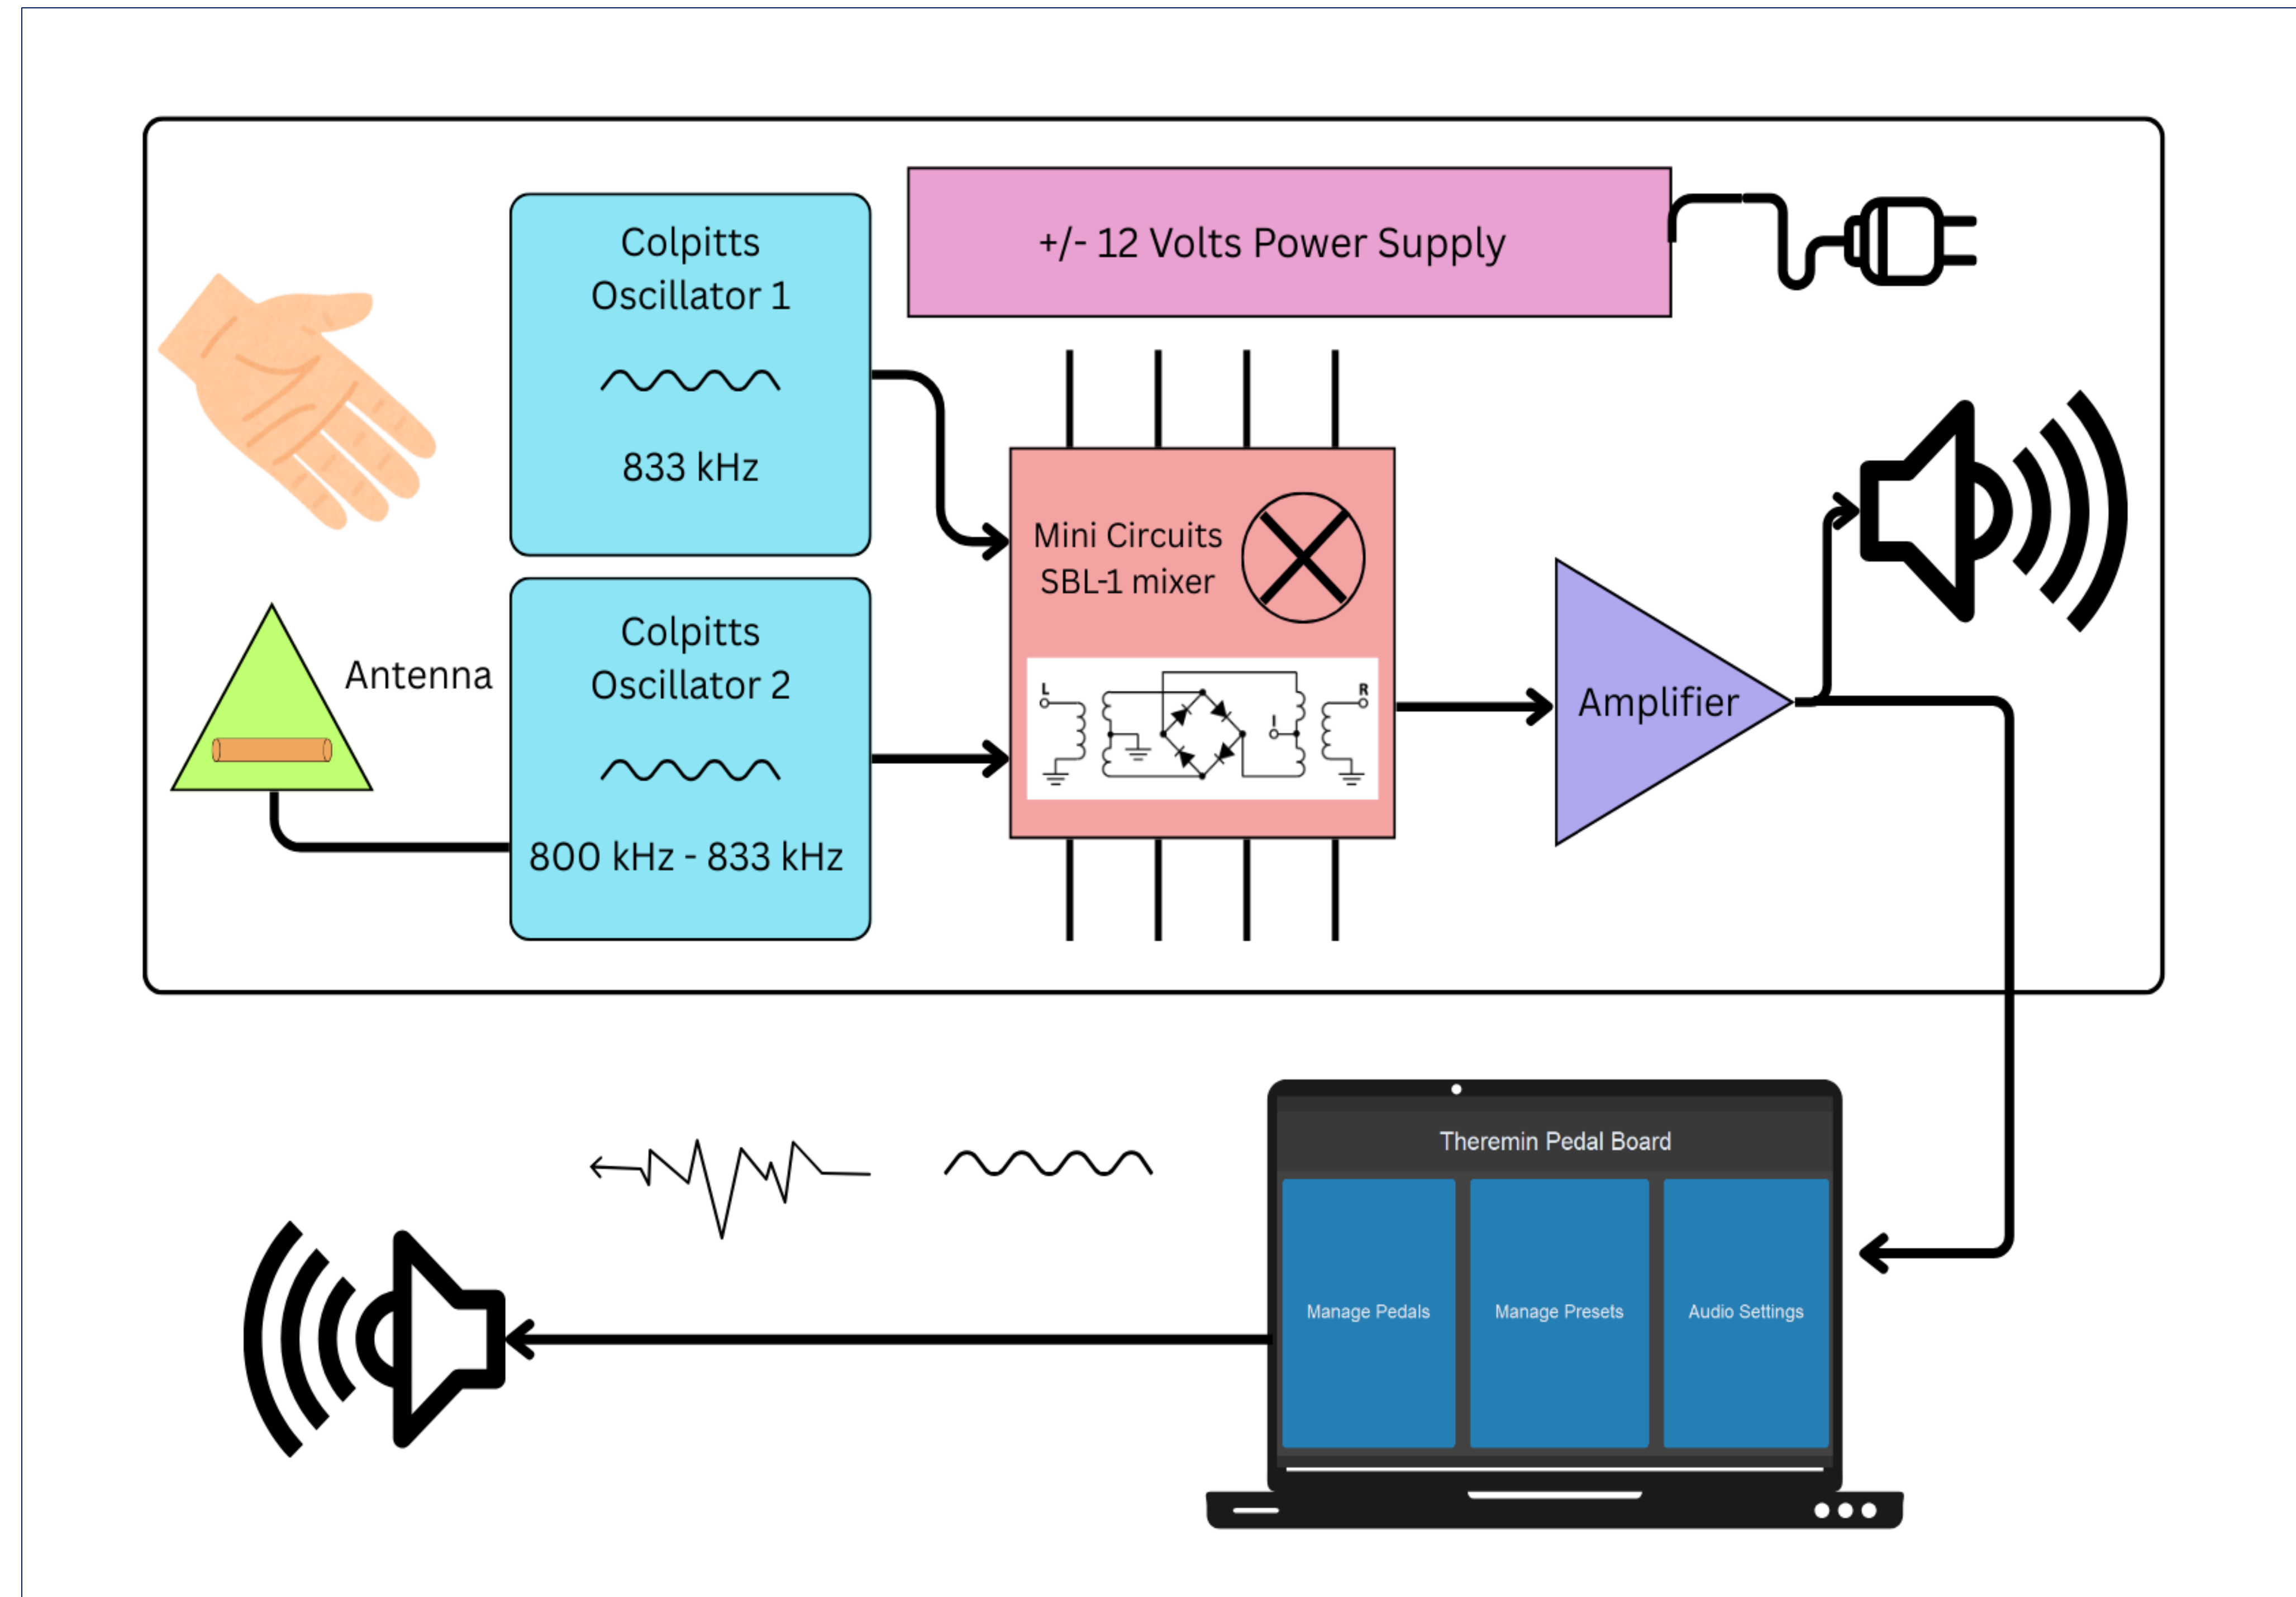 +/- 12 Volts Power Supply
Colpitts
Oscillator 1
833 kHz
Antenna
Colpitts
Oscillator 2
800 kHz - 833 kHz
Mini Circuits
SBL-1 mixer
L
I
R
Amplifier
Theremin Pedal Board
Manage Pedals
Manage Presets
Audio Settings